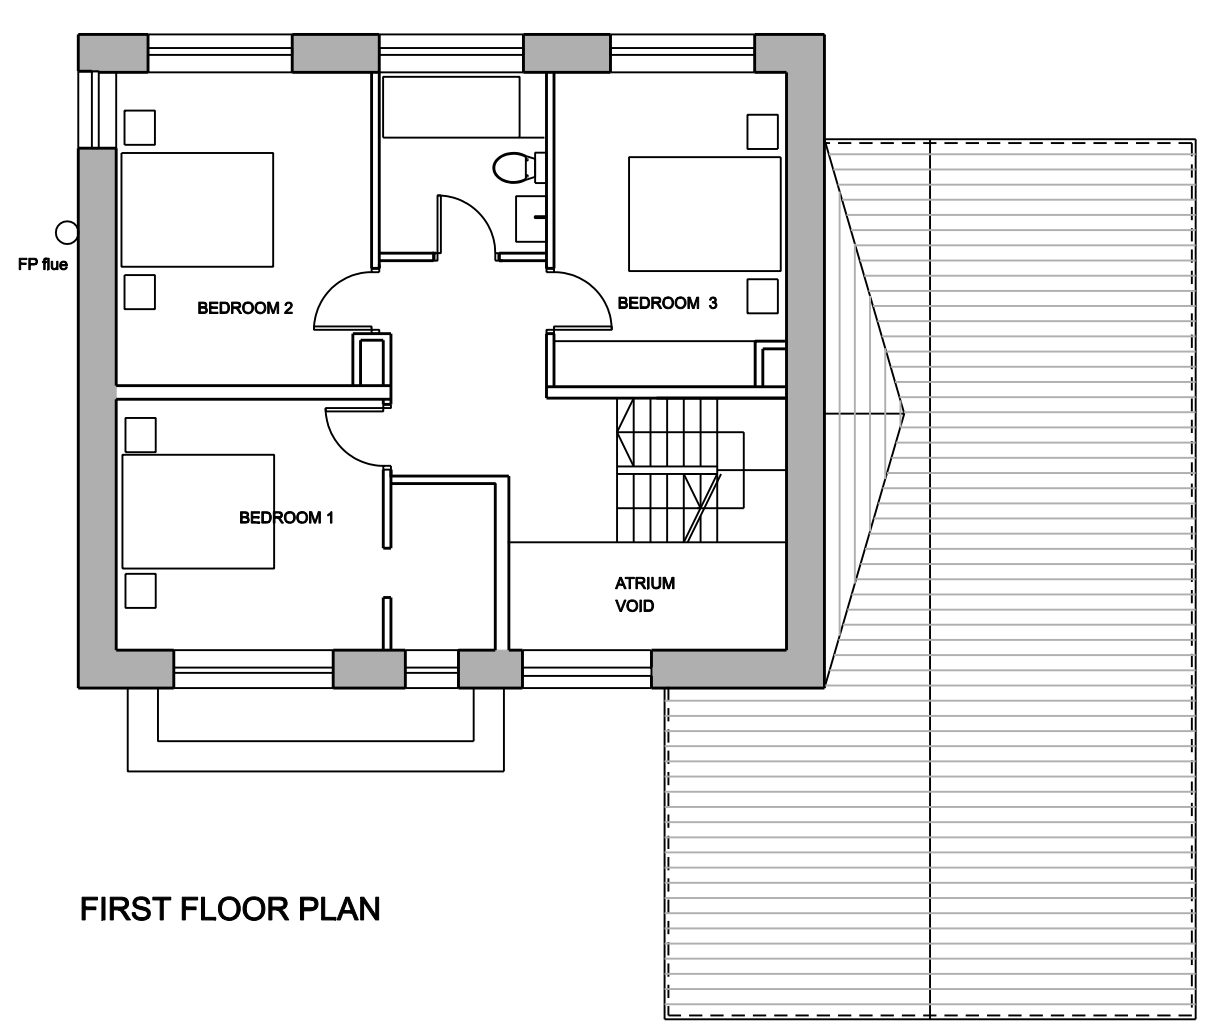 FP flue
BEDROOM 2
BEDROOM 3
BEDROOM 1
ATRIUM
VOID
FIRST FLOOR PLAN